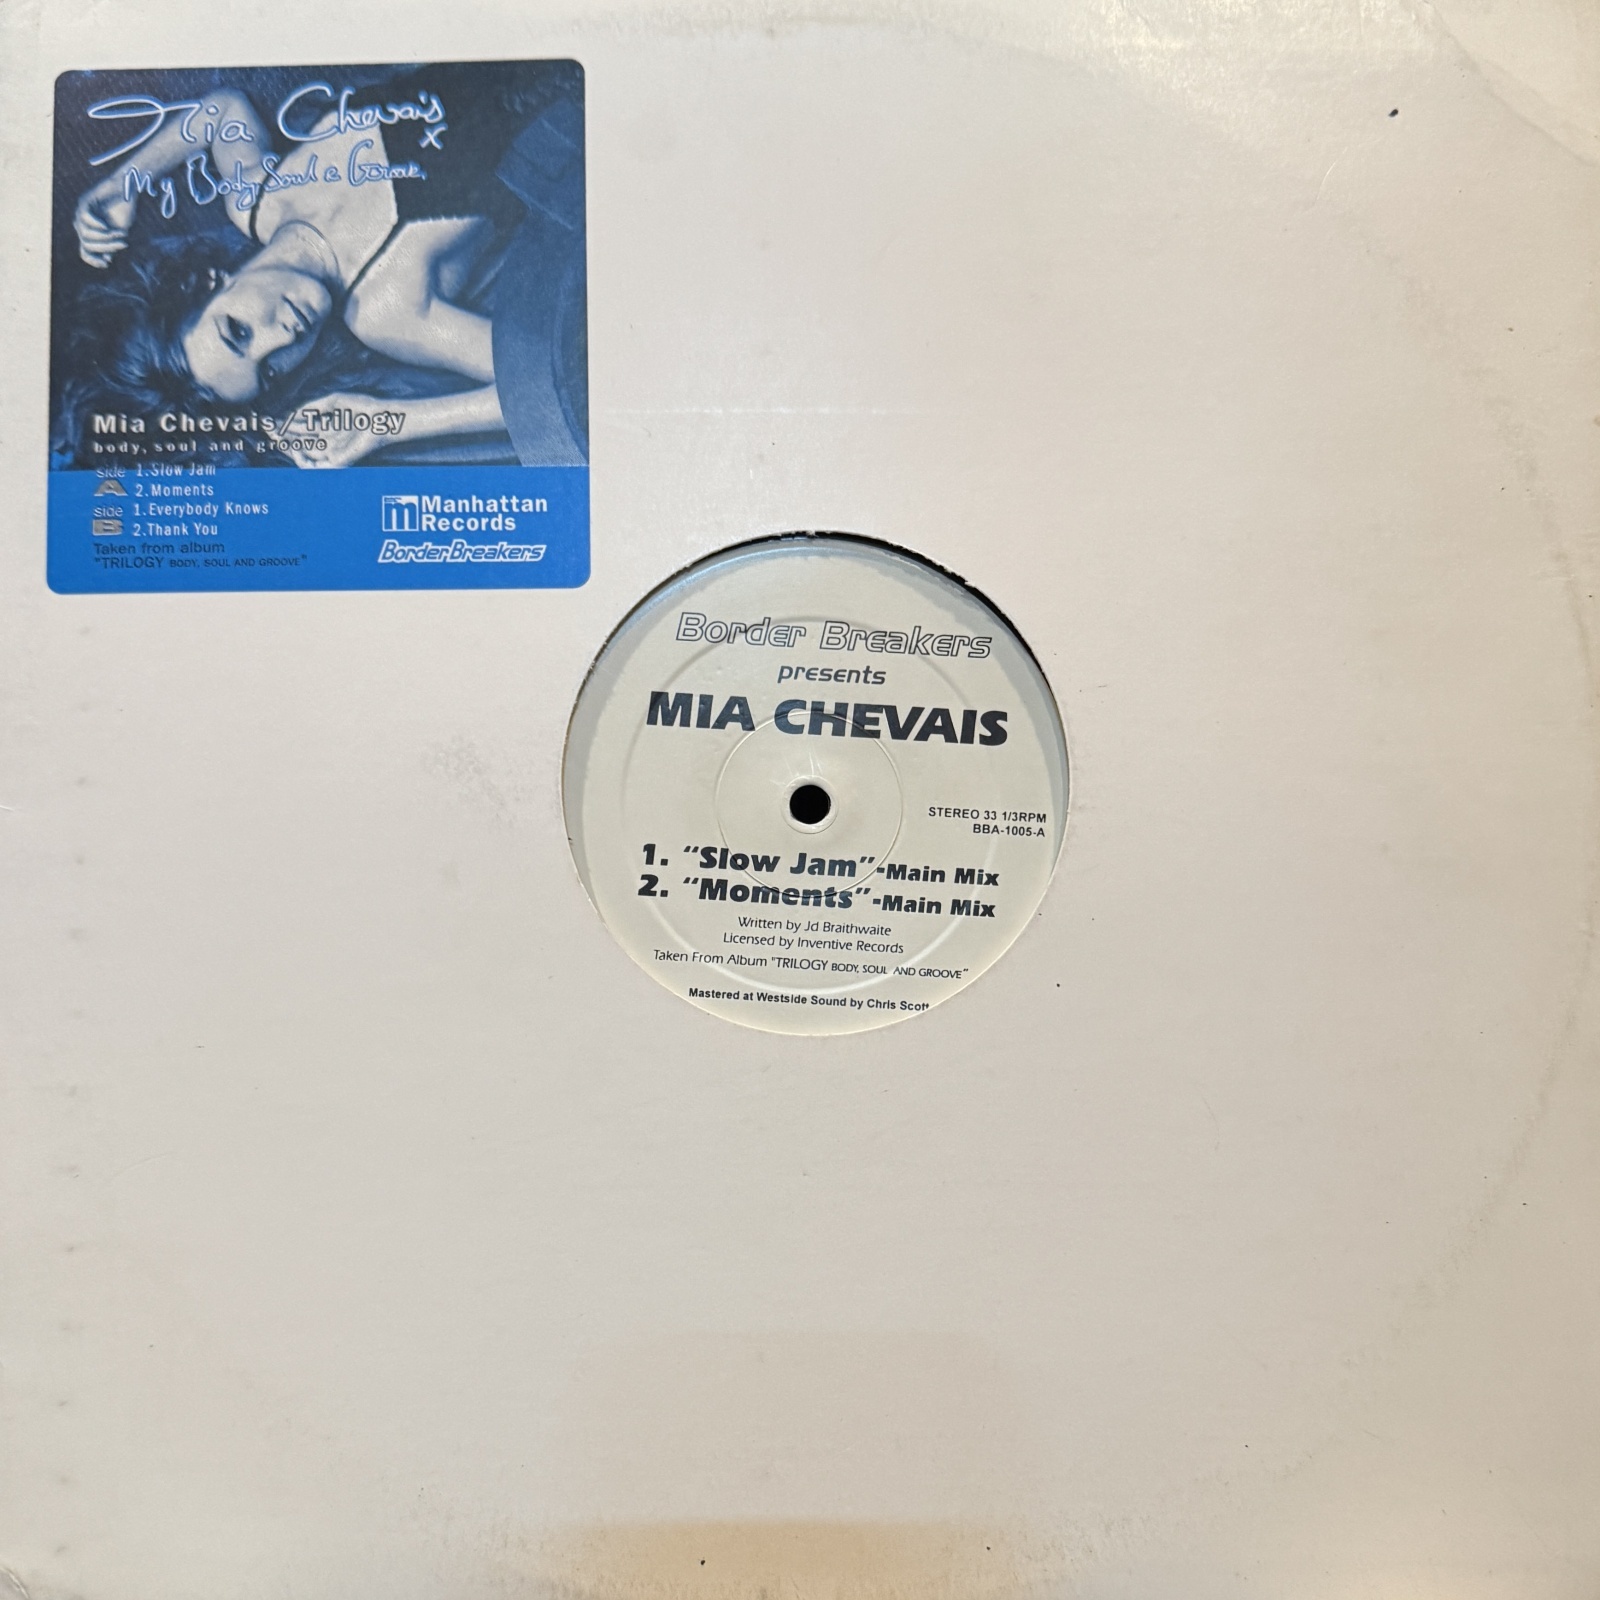 Mia Chevais
x
My Body Soul & Groove
Mia Chevais/Trilogy
body, soul and groove
side 1.Slow Jam
A 2.Moments
side 1.Everybody Knows
B 2.Thank You
Taken from album
"TRILOGY BODY, SOUL AND GROOVE"
m Manhattan
Records
BorderBreakers
Border Breakers
presents
MIA CHEVAIS
STEREO 33 1/3RPM
BBA-1005-A
1. "Slow Jam"-Main Mix
2. "Moments"-Main Mix
Written by Jd Braithwaite
Licensed by Inventive Records
Taken From Album "TRILOGY BODY, SOUL AND GROOVE"
Mastered at Westside Sound by Chris Scott